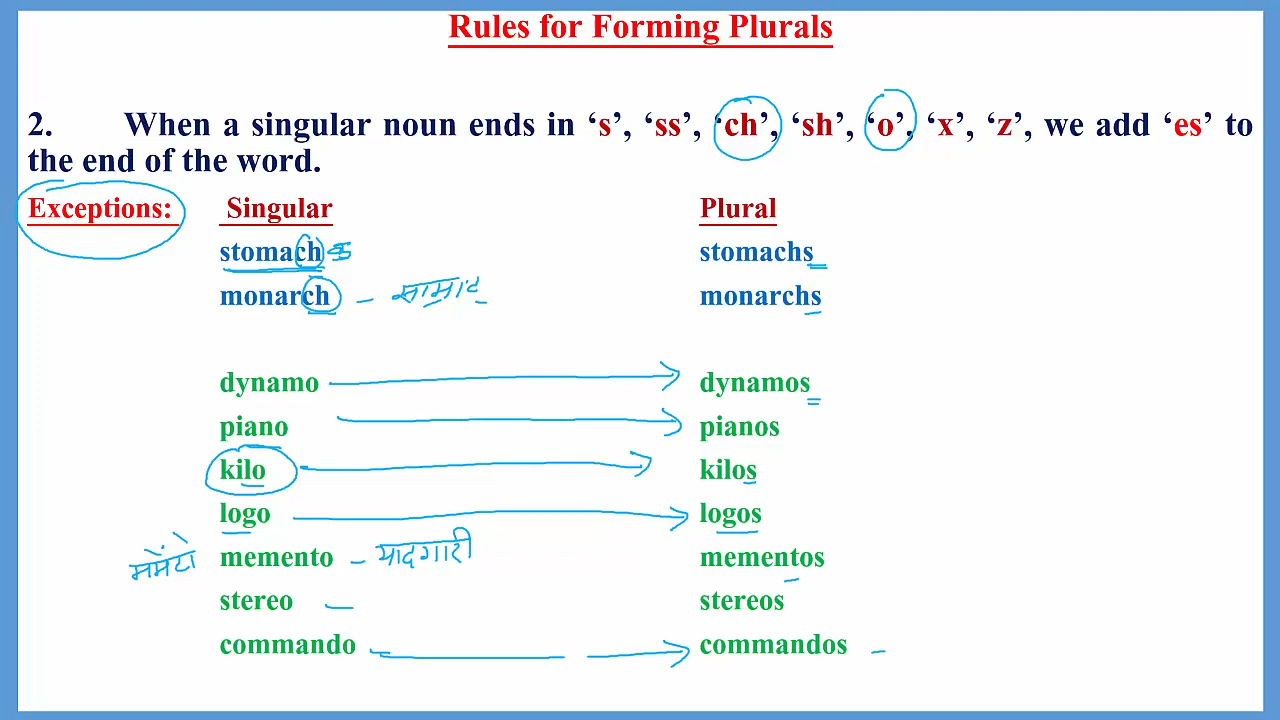 Rules for Forming Plurals
2. When a singular noun ends in ‘s’, ‘ss’, ‘ch’, ‘sh’, ‘o’, ‘x’, ‘z’, we add ‘es’ to
the end of the word.
Exceptions: Singular Plural
stomach stomachs
monarch – सामाट monarchs
dynamo dynamos
piano pianos
kilo kilos
logo logos
ममेंटो memento – यादगारी mementos
stereo stereos
commando commandos